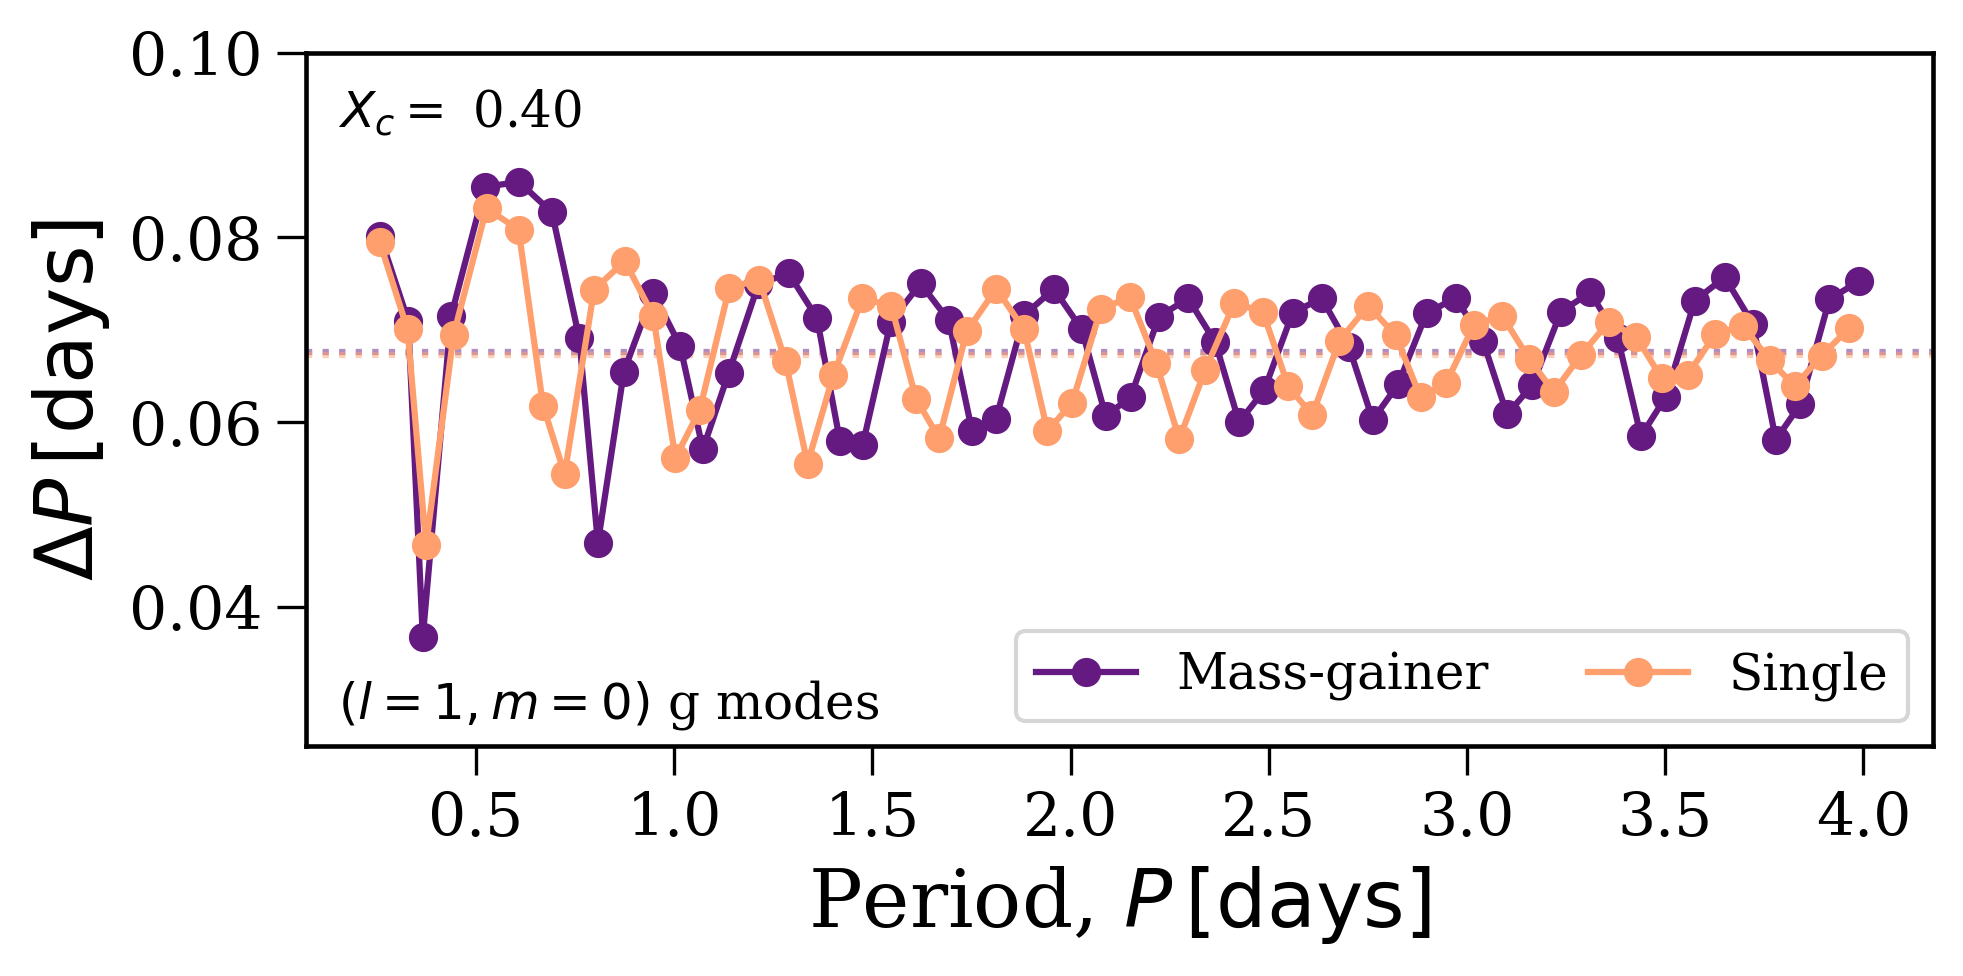 0.10
0.08
0.06
0.04
ΔP [days]
X_c = 0.40
(l = 1, m = 0) g modes
Mass-gainer
Single
0.5 1.0 1.5 2.0 2.5 3.0 3.5 4.0
Period, P [days]